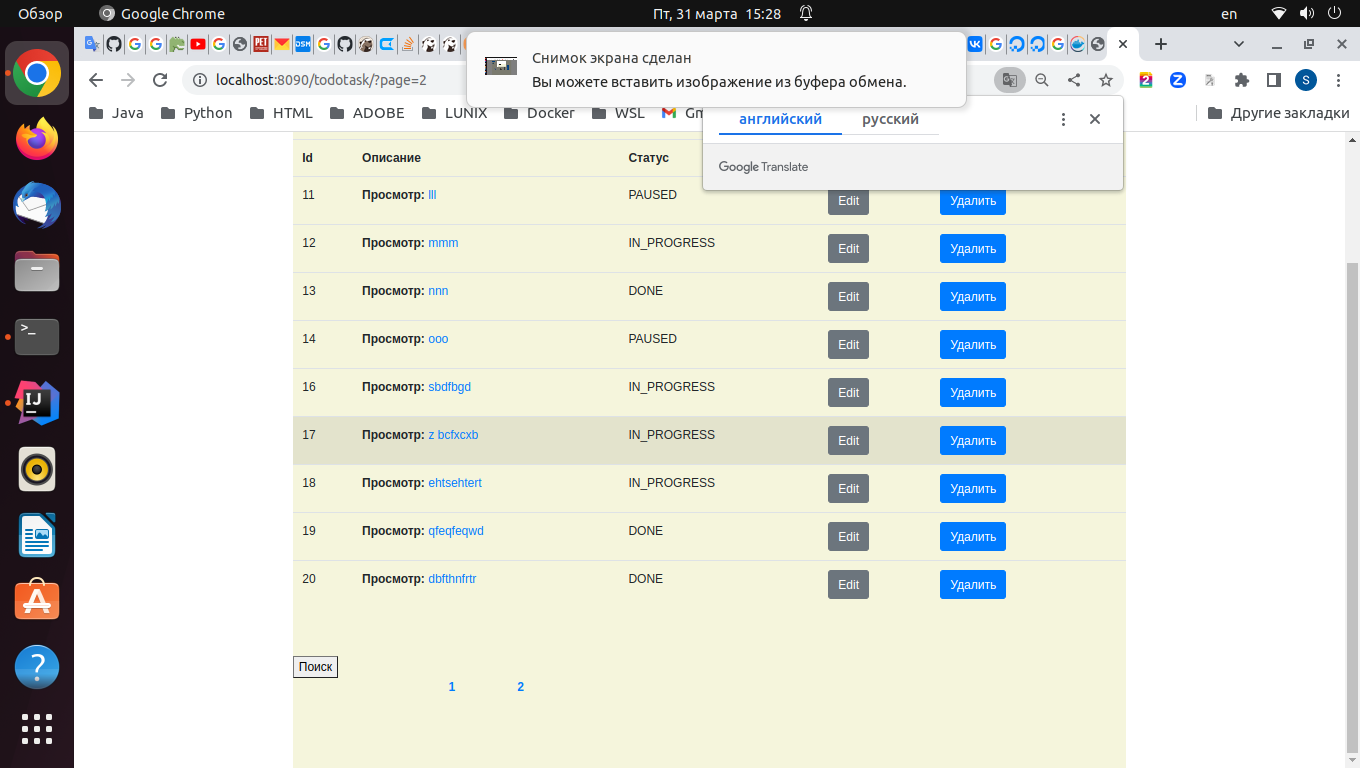 Обзор Google Chrome Пт, 31 марта 15:28 en
Снимок экрана сделан
Вы можете вставить изображение из буфера обмена.
localhost:8090/todotask/?page=2
Java Python HTML ADOBE LUNIX Docker WSL Gm Другие закладки
английский русский
Google Translate
Id Описание Статус
11 Просмотр: lll PAUSED Edit Удалить
12 Просмотр: mmm IN_PROGRESS Edit Удалить
13 Просмотр: nnn DONE Edit Удалить
14 Просмотр: ooo PAUSED Edit Удалить
16 Просмотр: sbdfbgd IN_PROGRESS Edit Удалить
17 Просмотр: z bcfxcxb IN_PROGRESS Edit Удалить
18 Просмотр: ehtsehtert IN_PROGRESS Edit Удалить
19 Просмотр: qfeqfeqwd DONE Edit Удалить
20 Просмотр: dbfthnfrtr DONE Edit Удалить
Поиск
1 2